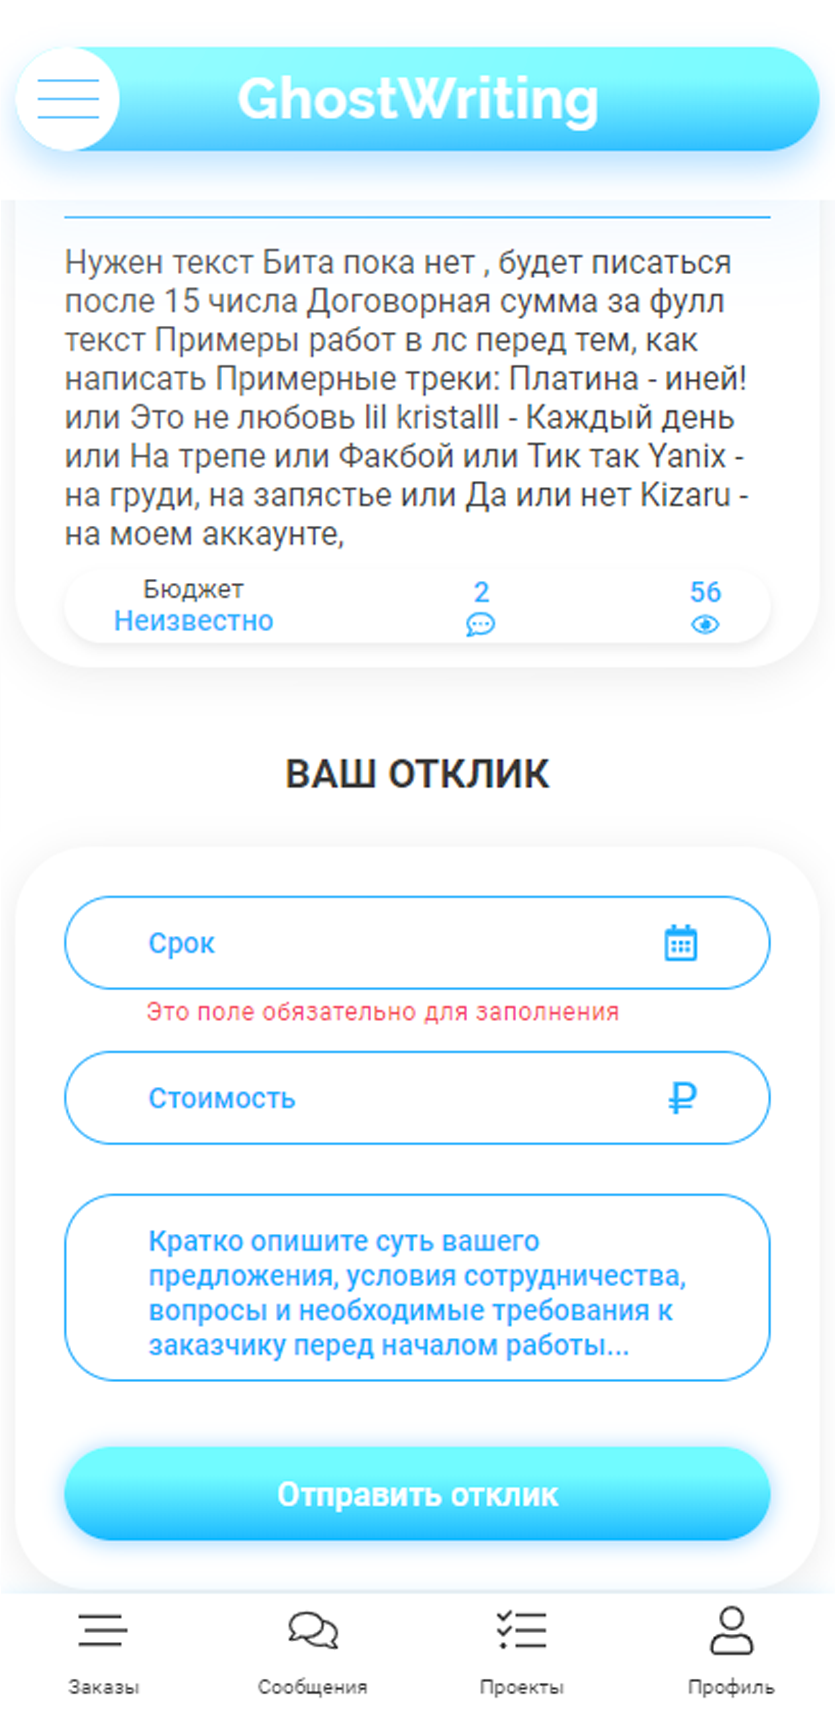 GhostWriting
Нужен текст Бита пока нет , будет писаться
после 15 числа Договорная сумма за фулл
текст Примеры работ в лс перед тем, как
написать Примерные треки: Платина - иней!
или Это не любовь lil kristalll - Каждый день
или На трепе или Факбой или Тик так Yanix -
на груди, на запястье или Да или нет Kizaru -
на моем аккаунте,
Бюджет
Неизвестно
2
56
ВАШ ОТКЛИК
Срок
Это поле обязательно для заполнения
Стоимость
Кратко опишите суть вашего
предложения, условия сотрудничества,
вопросы и необходимые требования к
заказчику перед началом работы...
Отправить отклик
Заказы
Сообщения
Проекты
Профиль